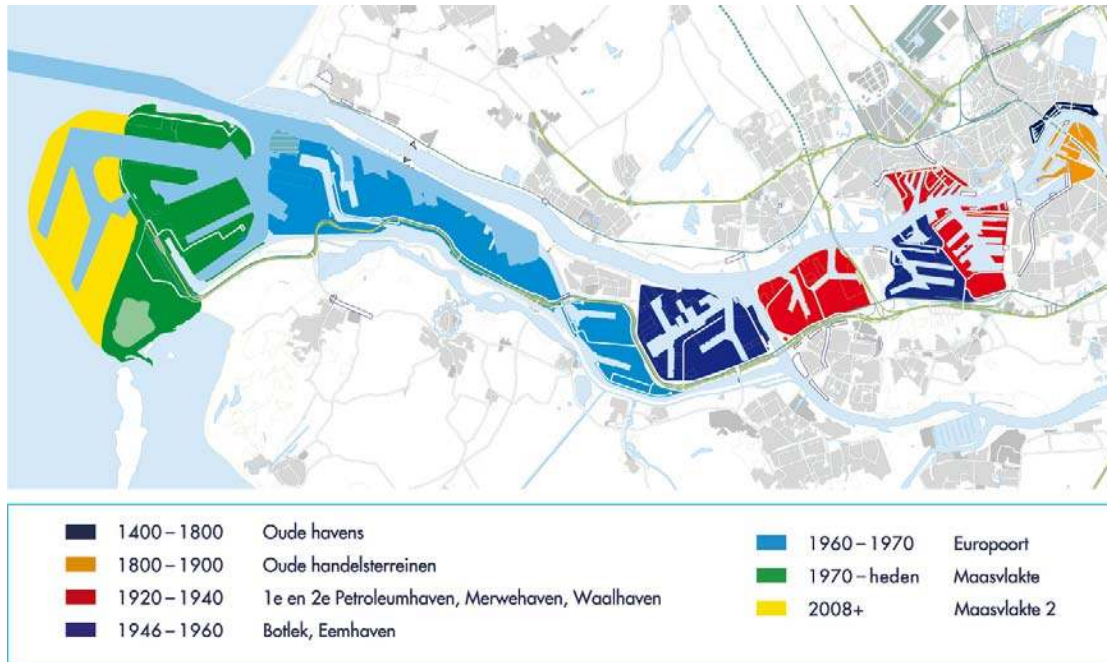 1400–1800 Oude havens
1800–1900 Oude handelsterreinen
1920–1940 1e en 2e Petroleumhaven, Merwehaven, Waalhaven
1946–1960 Botlek, Eemhaven
1960–1970 Europoort
1970–heden Maasvlakte
2008+ Maasvlakte 2